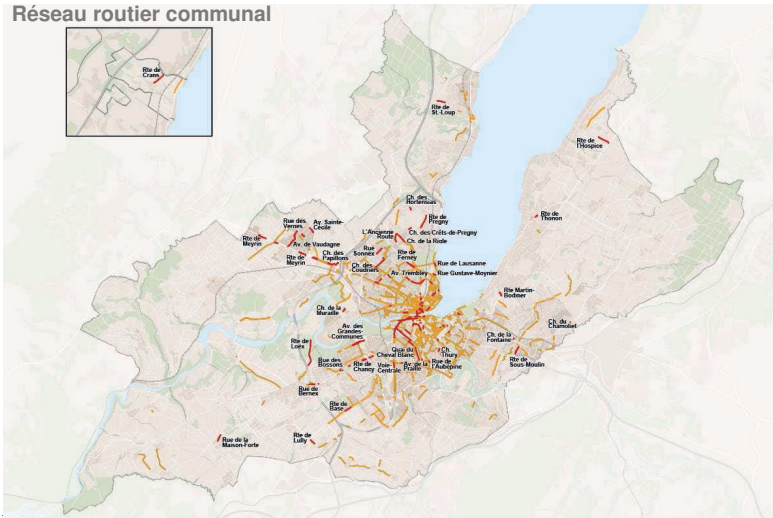 Réseau routier communal
Rte de
Crans
Rte de
St.-Loup
Rte de
l'Hospice
Ch. des
Hortensias
Rte de
Pregny
Rte de
Thonon
Rue des
Vernes
Av. Sainte-
Cécile
L'Ancienne
Route
Ch. des Crêts-de-Pregny
Ch. de la Riole
Rte de
Meyrin
Av. de Vaudagne
Rue
Sonnex
Rte de
Ferney
Rte de
Meyrin
Ch. des
Papillons
Ch. des
Coudriers
Av. Trembley
Rue de Lausanne
Rue Gustave-Moynier
Rte Martin-
Bodmer
Ch. de la
Muraille
Ch. du
Chamoliet
Av. des
Grandes-
Communes
Ch. de la
Fontaine
Rte de
Loëx
Quai du
Cheval Blanc
Ch.
Thury
Rte de
Sous-Moulin
Rue des
Bossons
Rte de
Chancy
Voie-
Centrale
Av. de la
Praille
Rue de
l'Aubépine
Rue de
Bernex
Rte de
Base
Rue de la
Maison-Forte
Rte de
Lully